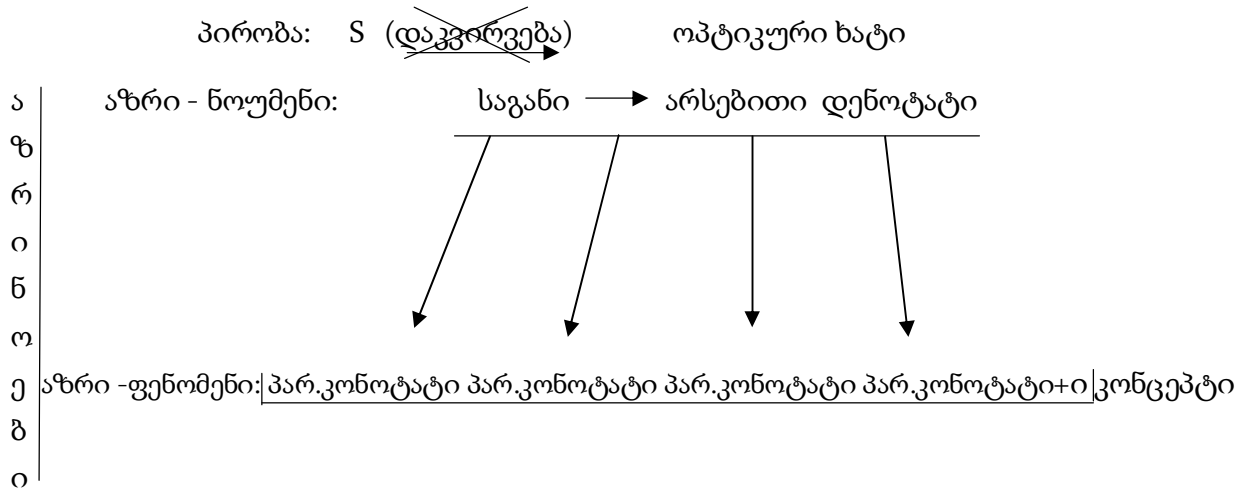 პირობა: S (დაკვირვება) ოპტიკური ხატი
აზრი - ნოუმენი: საგანი არსებითი დენოტატი
აზრი -ფენომენი: პარ.კონოტატი პარ.კონოტატი პარ.კონოტატი პარ.კონოტატი+ი კონცეპტი
ა
ზ
რ
ი
ნ
ო
ე
ბ
ი